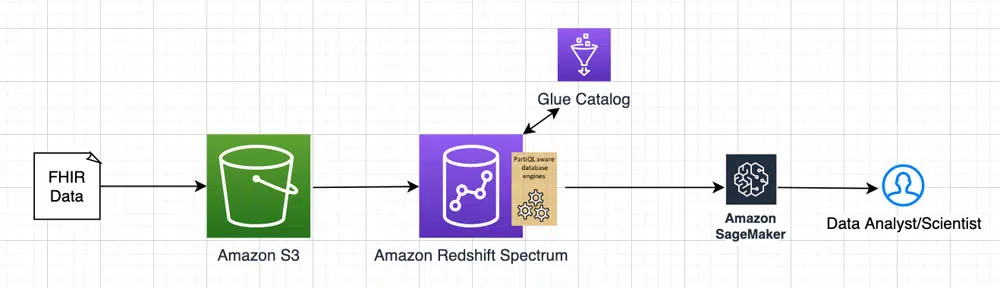 Glue Catalog
FHIR
Data
PartiQL aware
database
engines
Amazon S3
Amazon Redshift Spectrum
Amazon
SageMaker
Data Analyst/Scientist